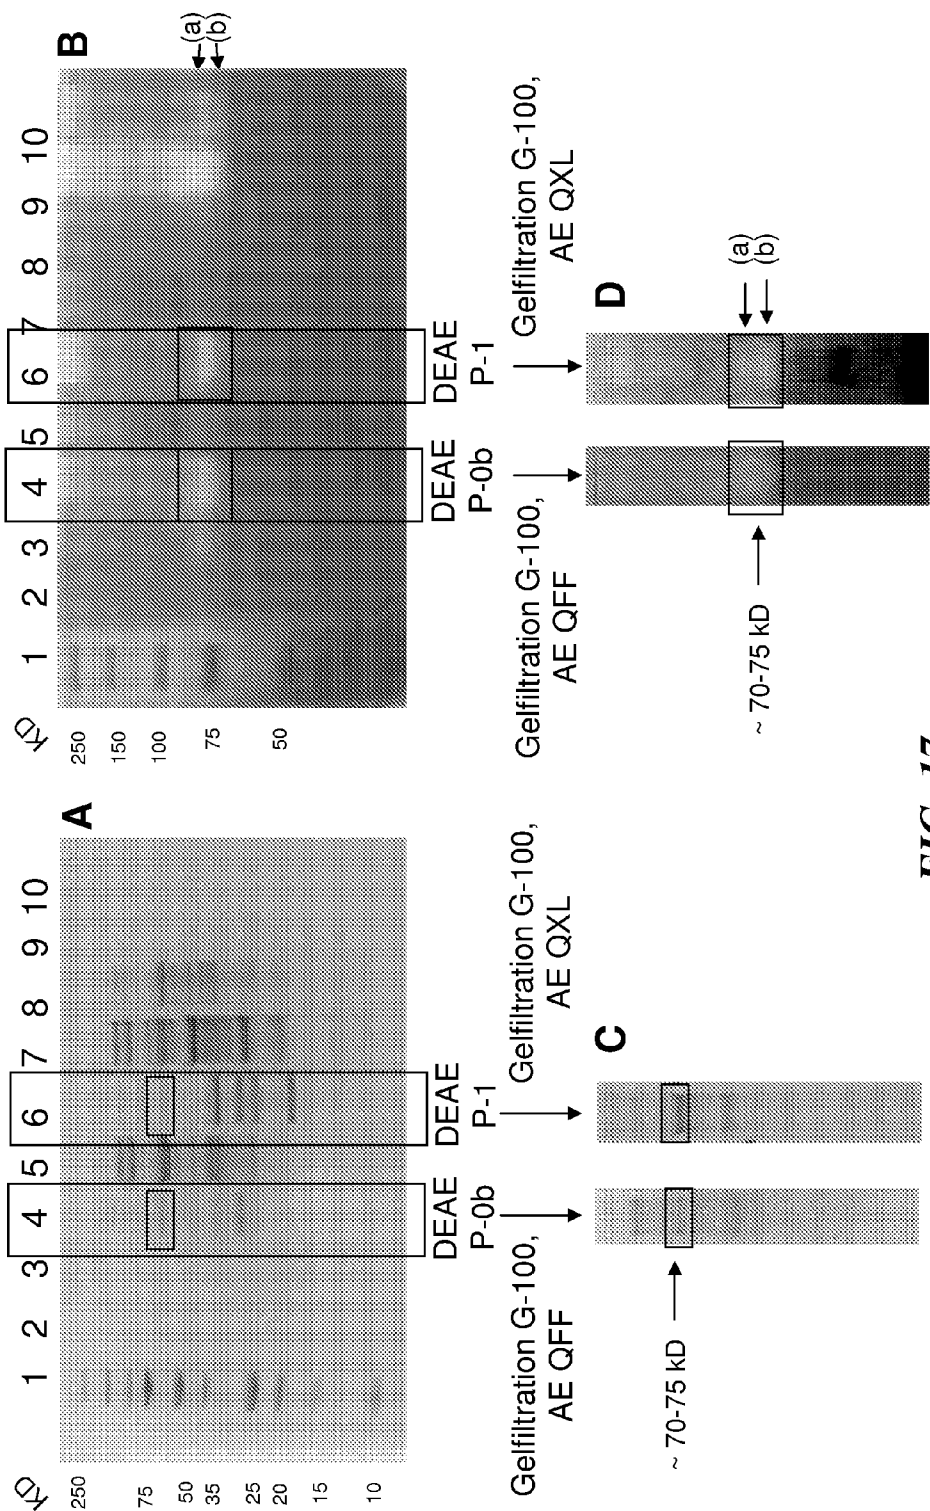 KD
1 2 3 4 5 6 7 8 9 10
A
250
75
50
35
25
20
15
10
DEAE
P-0b
DEAE
P-1
Gelfiltration G-100,
AE QFF
Gelfiltration G-100,
AE QXL
C
~ 70-75 kD
KD
1 2 3 4 5 6 7 8 9 10
B
250
150
100
75
50
(a)
(b)
DEAE
P-0b
DEAE
P-1
Gelfiltration G-100,
AE QFF
Gelfiltration G-100,
AE QXL
D
(a)
(b)
~ 70-75 kD
FIG. 17